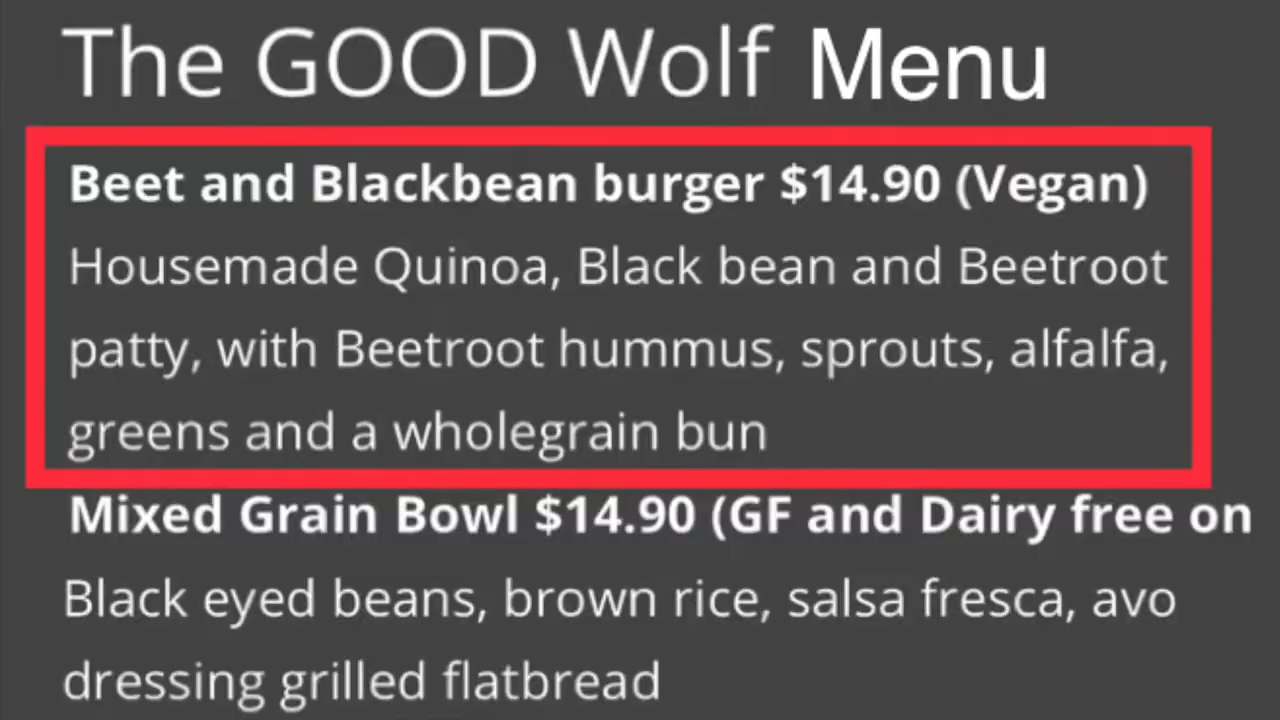 The GOOD Wolf Menu
Beet and Blackbean burger $14.90 (Vegan)
Housemade Quinoa, Black bean and Beetroot
patty, with Beetroot hummus, sprouts, alfalfa,
greens and a wholegrain bun
Mixed Grain Bowl $14.90 (GF and Dairy free on
Black eyed beans, brown rice, salsa fresca, avo
dressing grilled flatbread